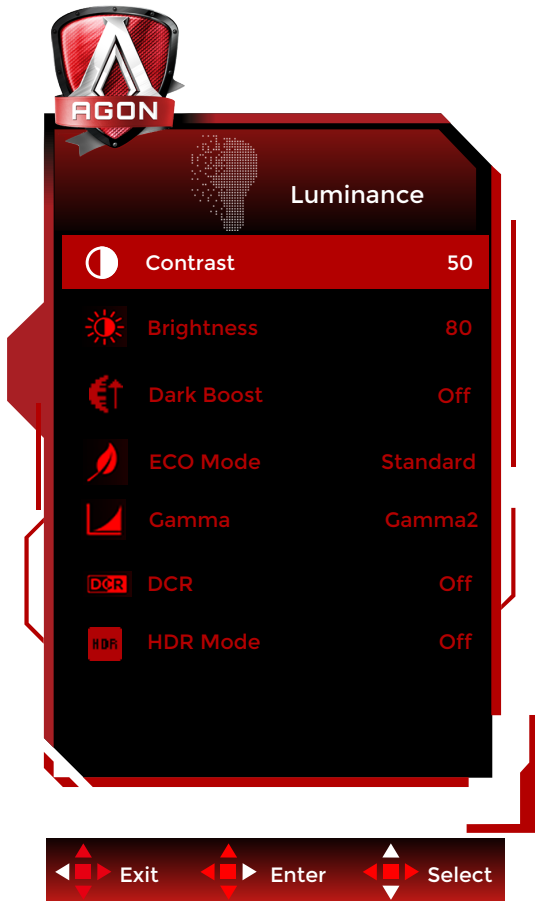 AGON
Luminance
Contrast 50
Brightness 80
Dark Boost Off
ECO Mode Standard
Gamma Gamma2
DCR DCR Off
HDR HDR Mode Off
Exit Enter Select